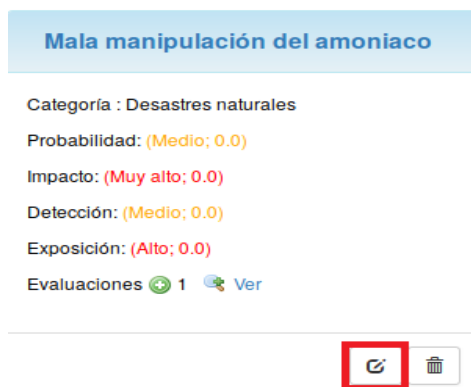 Mala manipulación del amoniaco
Categoría : Desastres naturales
Probabilidad: (Medio; 0.0)
Impacto: (Muy alto; 0.0)
Detección: (Medio; 0.0)
Exposición: (Alto; 0.0)
Evaluaciones 1 Ver